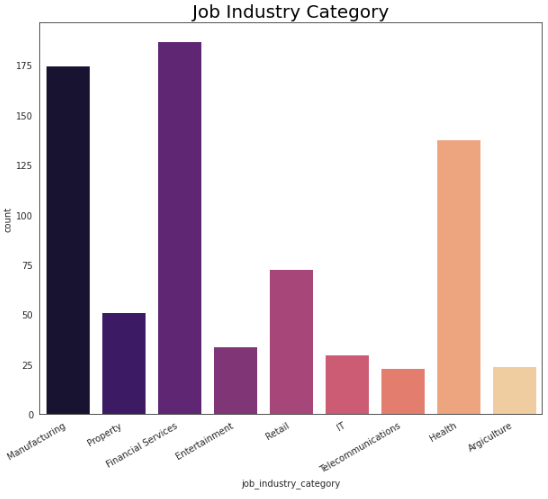 Job Industry Category
175
150
125
100
75
50
25
0
count
Manufacturing
Property
Financial Services
Entertainment
Retail
IT
Telecommunications
Health
Argiculture
job_industry_category